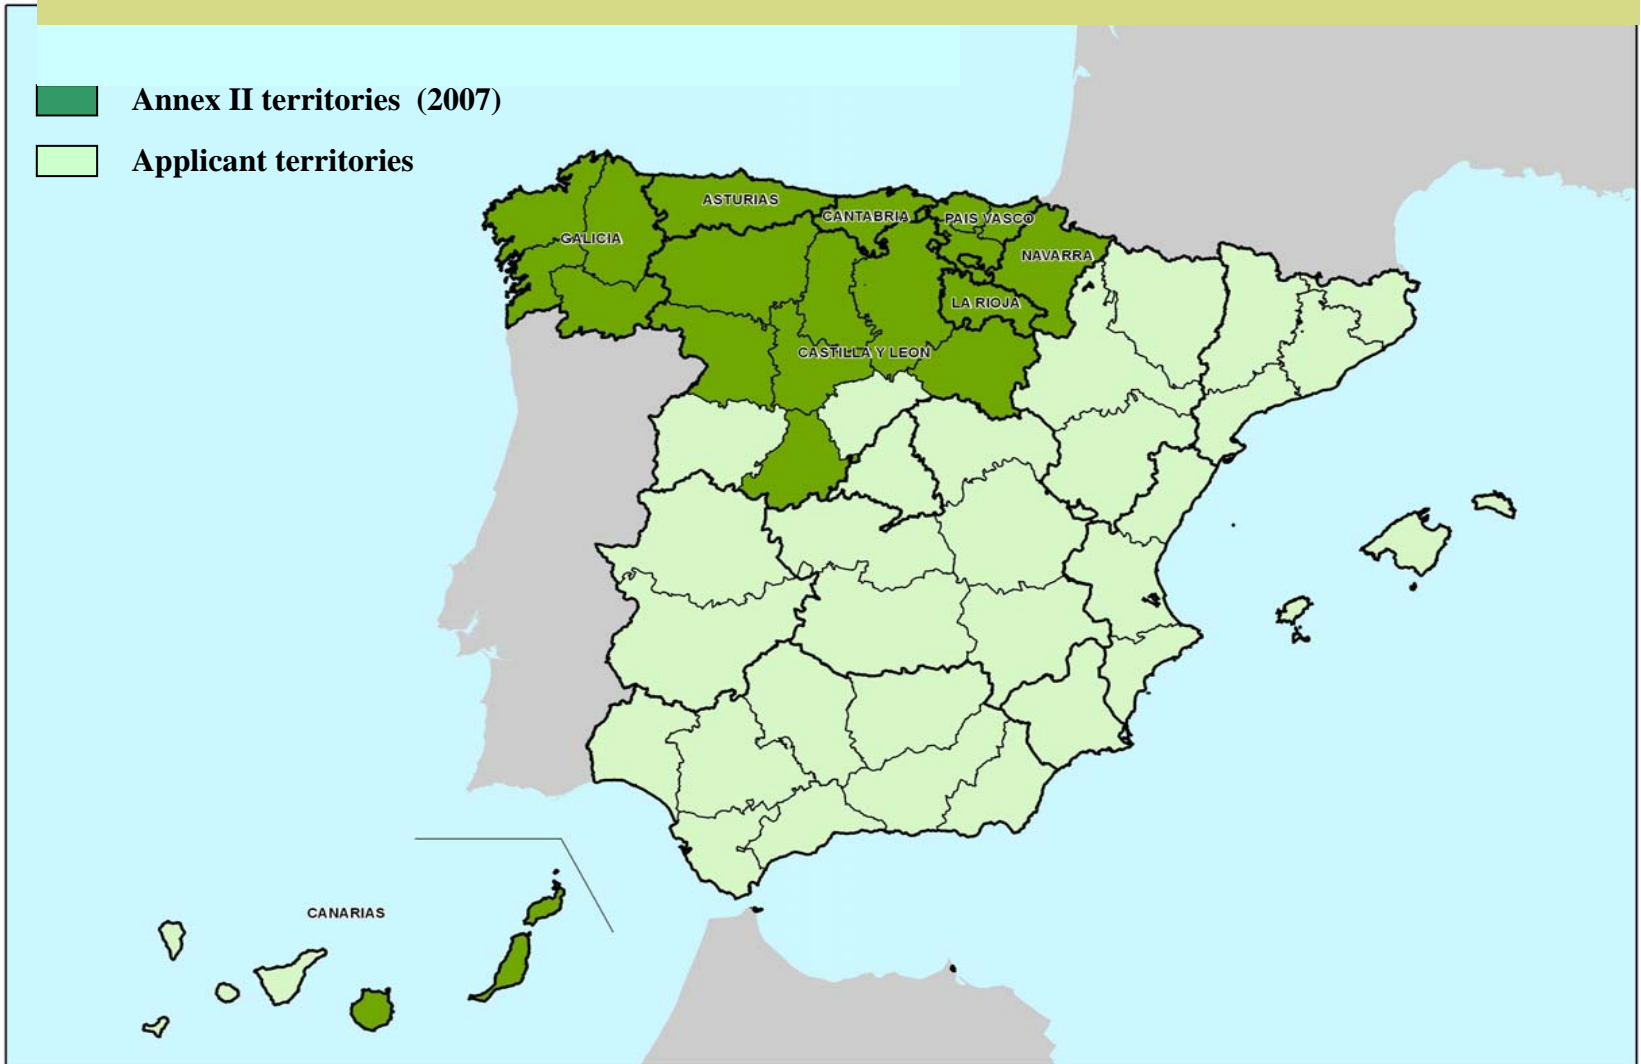 Annex II territories (2007)
Applicant territories
ASTURIAS
CANTABRIA
PAIS VASCO
GALICIA
NAVARRA
LA RIOJA
CASTILLA Y LEON
CANARIAS